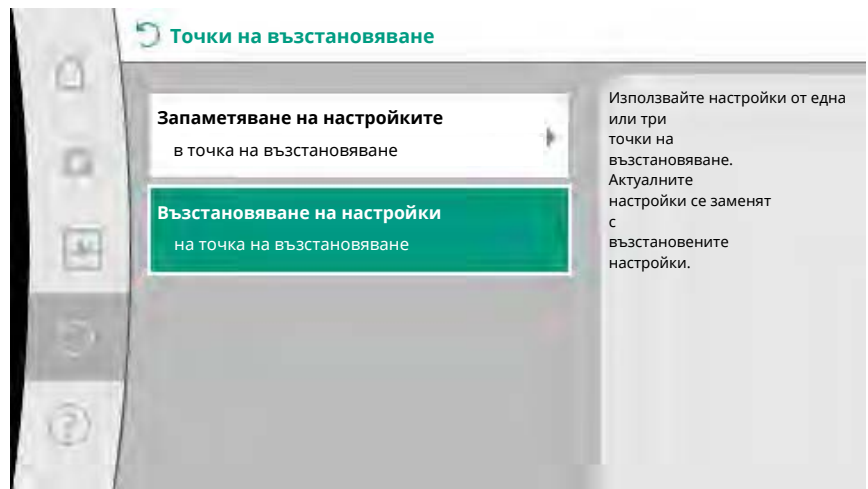 Точки на възстановяване
Запаметяване на настройките
в точка на възстановяване
Възстановяване на настройки
на точка на възстановяване
Използвайте настройки от една
или три
точки на
възстановяване.
Актуалните
настройки се заменят
с
възстановените
настройки.